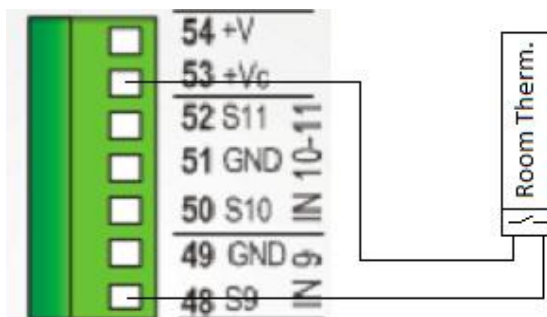 54 +V
53 +Vc
52 S11
51 GND
50 S10
IN 10-11
49 GND
48 S9
IN 9
Room Therm.